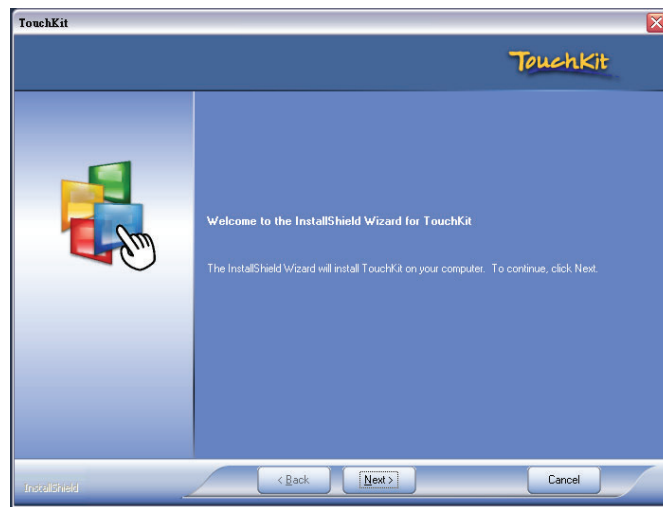 TouchKit
TouchKit
Welcome to the InstallShield Wizard for TouchKit
The InstallShield Wizard will install TouchKit on your computer. To continue, click Next.
InstallShield
< Back
Next >
Cancel